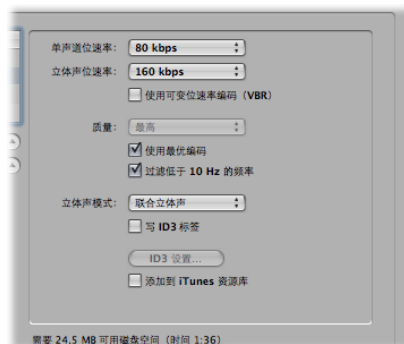 单声道位速率: 80 kbps
立体声位速率: 160 kbps
使用可变位速率编码（VBR）
质量: 最高
使用最优编码
过滤低于 10 Hz 的频率
立体声模式: 联合立体声
写 ID3 标签
ID3 设置...
添加到 iTunes 资源库
需要 24.5 MB 可用磁盘空间（时间 1:36）